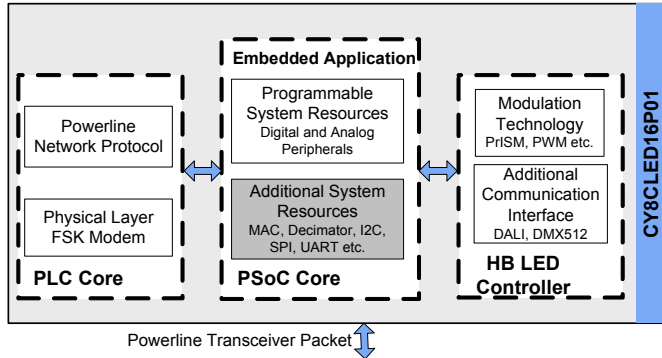 Embedded Application
Powerline
Network Protocol
Physical Layer
FSK Modem
PLC Core
Programmable
System Resources
Digital and Analog
Peripherals
Additional System
Resources
MAC, Decimator, I2C,
SPI, UART etc.
PSoC Core
Modulation
Technology
PrISM, PWM etc.
Additional
Communication
Interface
DALI, DMX512
HB LED
Controller
CY8CLED16P01
Powerline Transceiver Packet